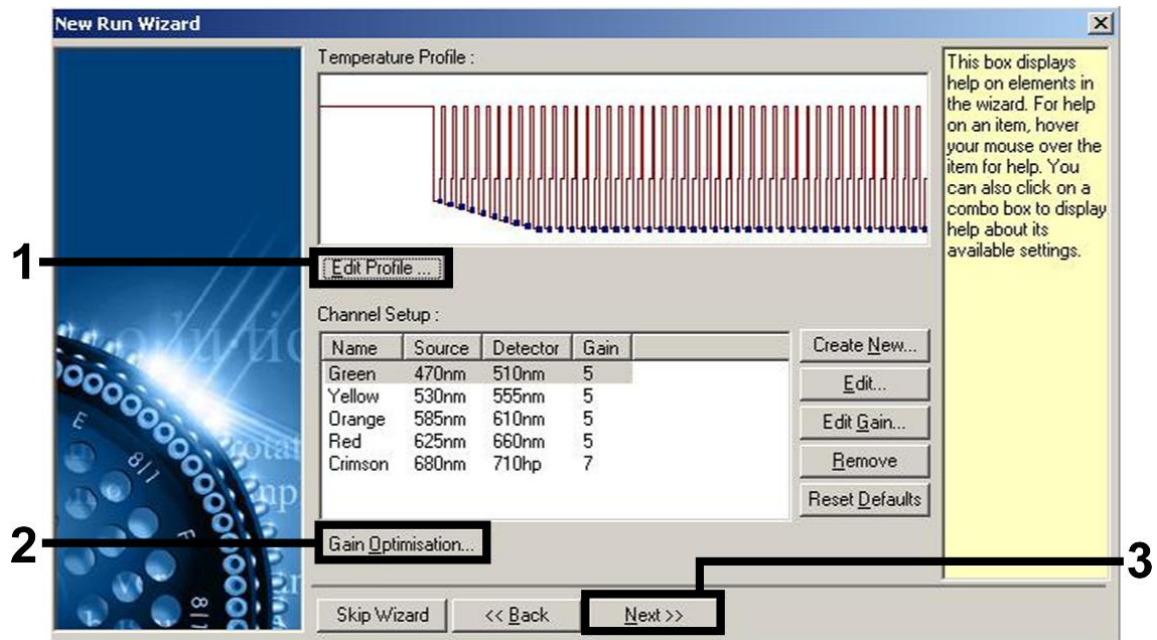 New Run Wizard
Temperature Profile :
1
Edit Profile ...
Channel Setup :
Name Source Detector Gain
Green 470nm 510nm 5
Yellow 530nm 555nm 5
Orange 585nm 610nm 5
Red 625nm 660nm 5
Crimson 680nm 710hp 7
Create New...
Edit...
Edit Gain...
Remove
Reset Defaults
2
Gain Optimisation...
3
Skip Wizard
<< Back
Next >>
This box displays
help on elements in
the wizard. For help
on an item, hover
your mouse over the
item for help. You
can also click on a
combo box to display
help about its
available settings.